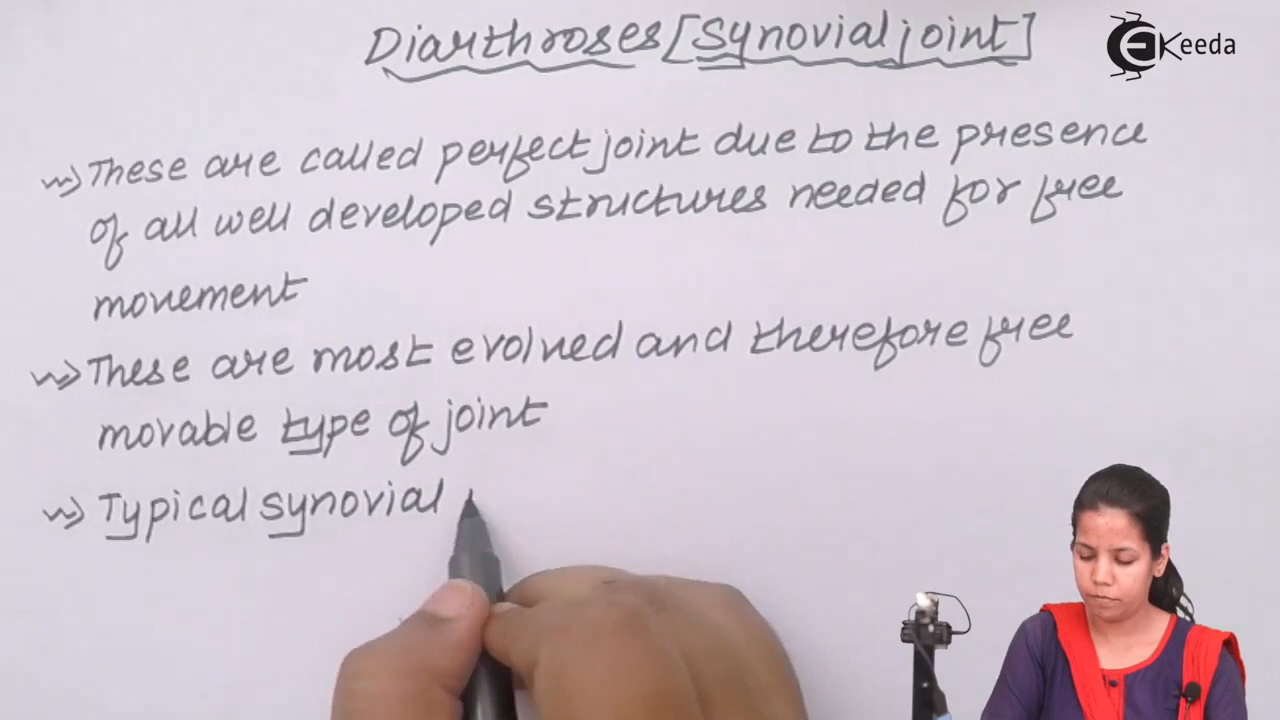 Diarthroses [Synovial joint]
EKeeda
These are called perfect joint due to the presence
of all well developed structures needed for free
movement
These are most evolved and therefore free
movable type of joint
Typical synovial